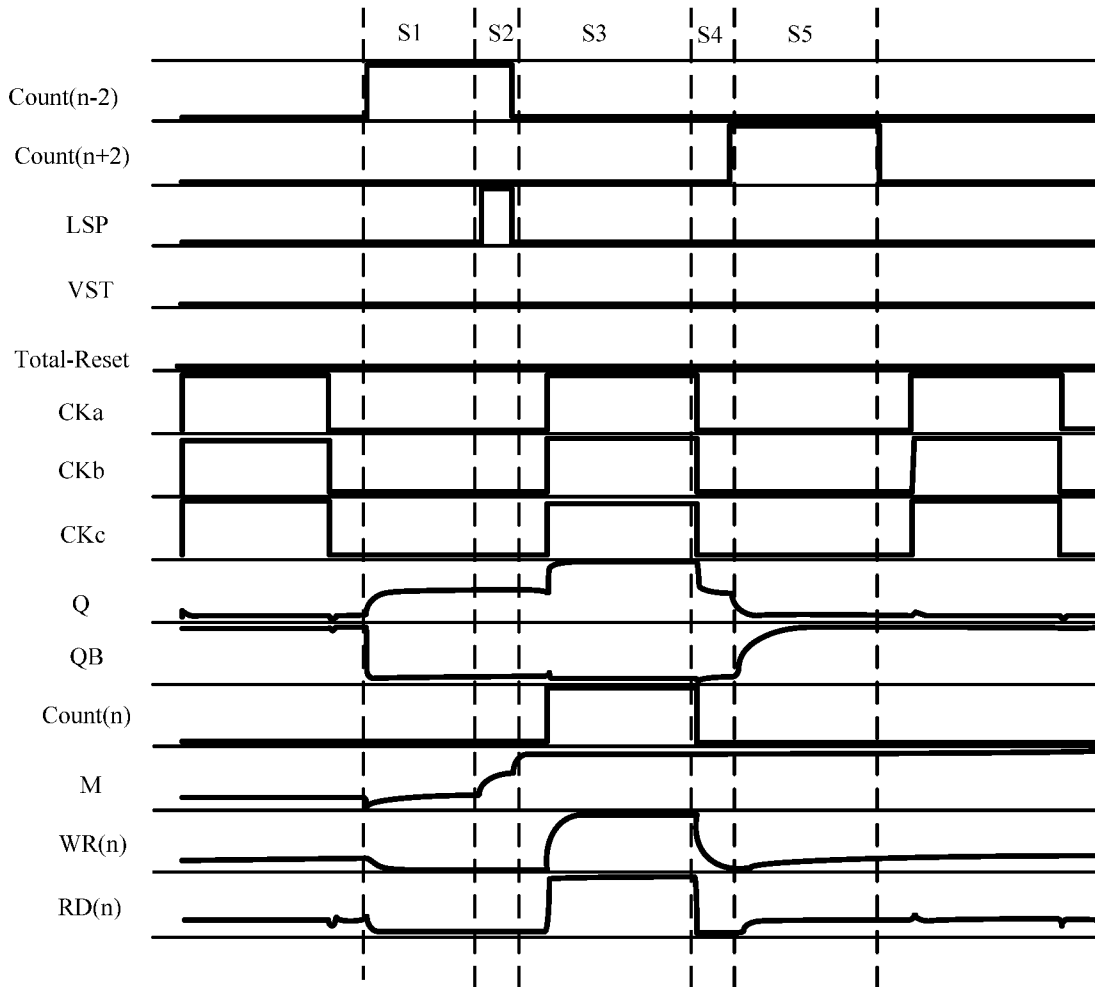 S1 S2 S3 S4 S5
Count(n-2)
Count(n+2)
LSP
VST
Total-Reset
CKa
CKb
CKc
Q
QB
Count(n)
M
WR(n)
RD(n)